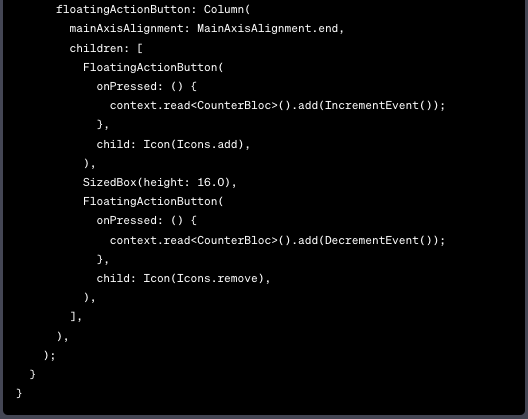 floatingActionButton: Column(
mainAxisAlignment: MainAxisAlignment.end,
children: [
FloatingActionButton(
onPressed: () {
context.read<CounterBloc>().add(IncrementEvent());
},
child: Icon(Icons.add),
),
SizedBox(height: 16.0),
FloatingActionButton(
onPressed: () {
context.read<CounterBloc>().add(DecrementEvent());
},
child: Icon(Icons.remove),
),
],
),
);
}
}